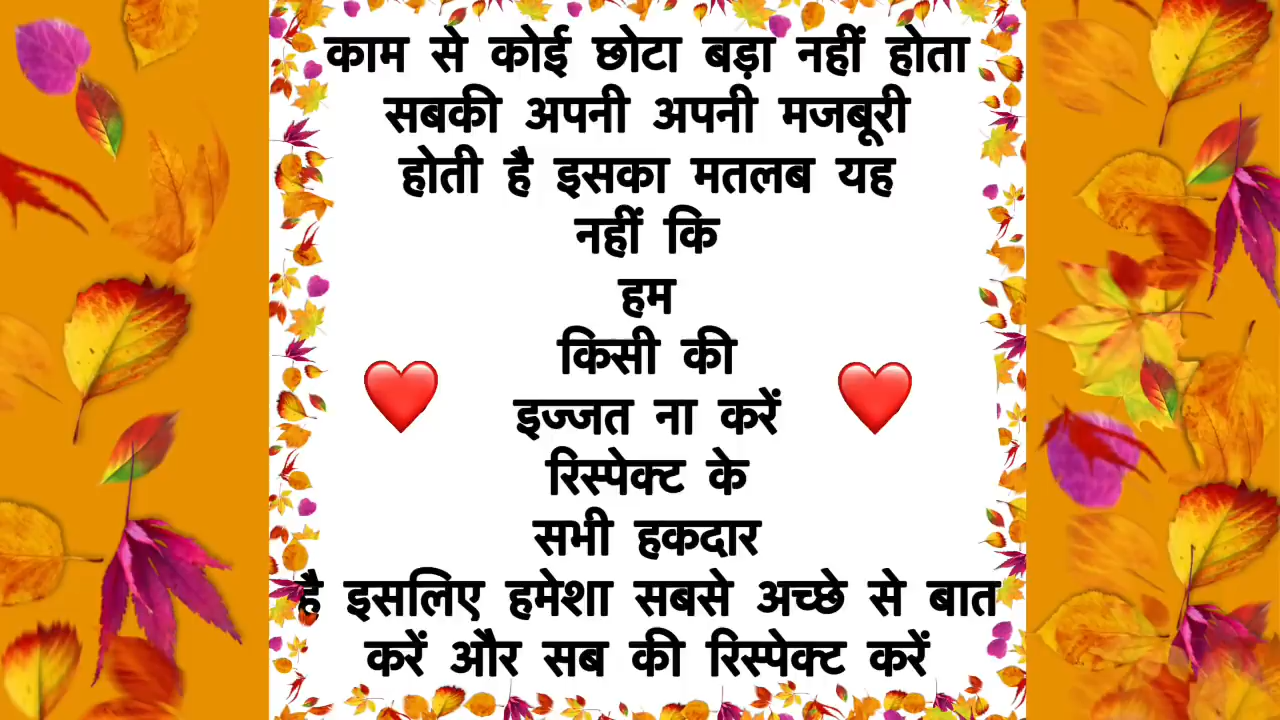 काम से कोई छोटा बड़ा नहीं होता
सबकी अपनी अपनी मजबूरी
होती है इसका मतलब यह
नहीं कि
हम
किसी की
इज्जत ना करें
रिस्पेक्ट के
सभी हकदार
है इसलिए हमेशा सबसे अच्छे से बात
करें और सब की रिस्पेक्ट करें